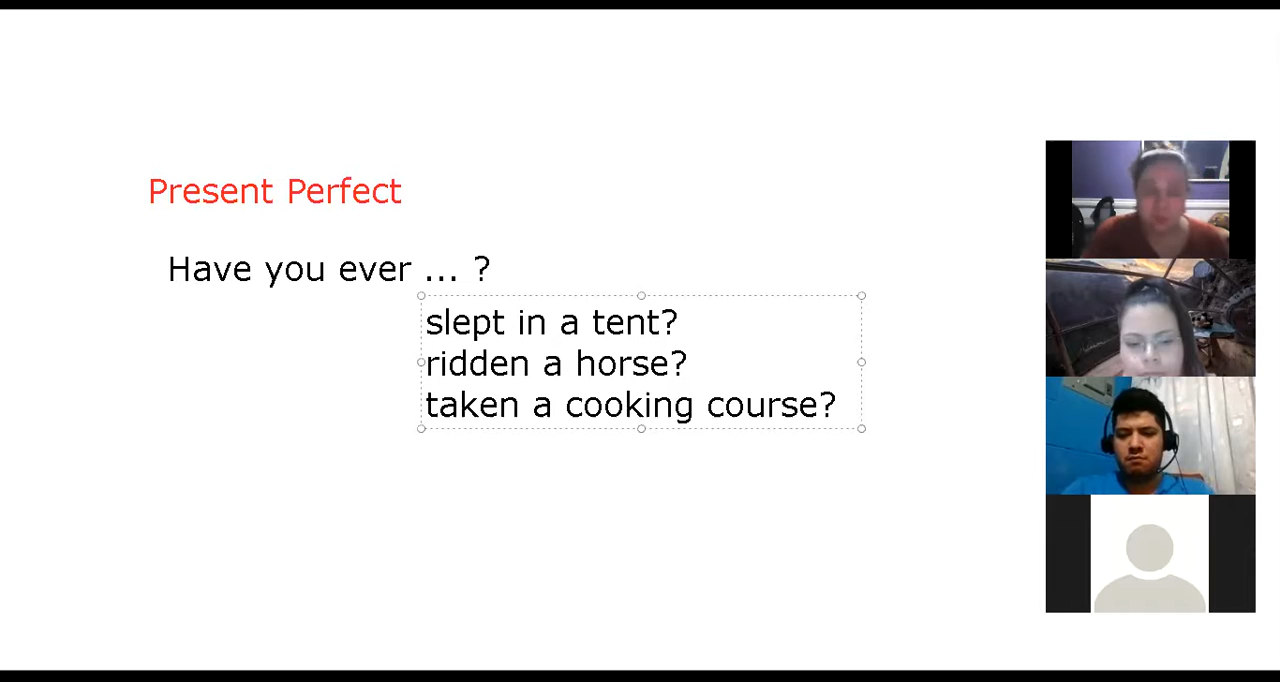 Present Perfect
Have you ever ... ?
slept in a tent?
ridden a horse?
taken a cooking course?